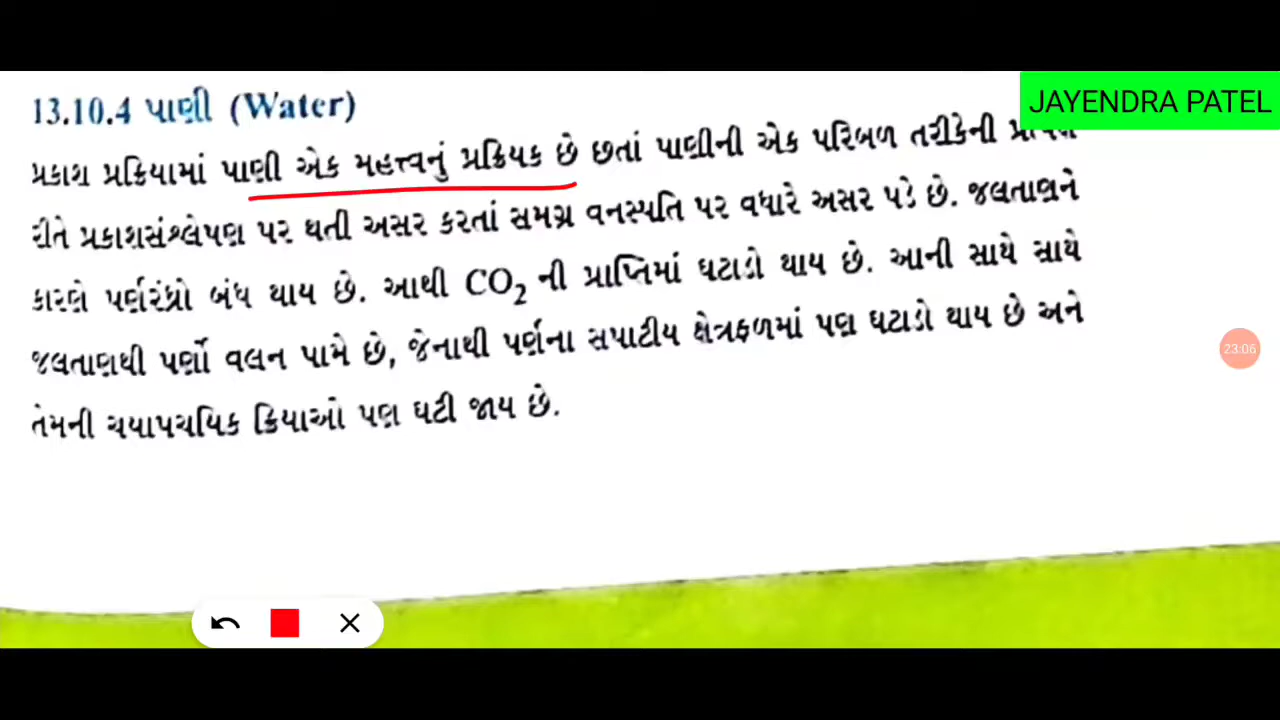 13.10.4 પાણી (Water)
JAYENDRA PATEL
પ્રકાશ પ્રક્રિયામાં પાણી એક મહત્ત્વનું પ્રક્રિયક છે છતાં પાણીની એક પરિબળ તરીકેની
રીતે પ્રકાશસંશ્લેષણ પર થતી અસર કરતાં સમગ્ર વનસ્પતિ પર વધારે અસર પડે છે. જલતાણને
કારણે પર્ણરંધ્રો બંધ થાય છે. આથી CO₂ ની પ્રાપ્તિમાં ઘટાડો થાય છે. આની સાથે સાથે
જલતાણથી પર્ણો વલન પામે છે, જેનાથી પર્ણના સપાટીય ક્ષેત્રફળમાં પણ ઘટાડો થાય છે અને
તેમની ચયાપચયિક ક્રિયાઓ પણ ઘટી જાય છે.
23:06